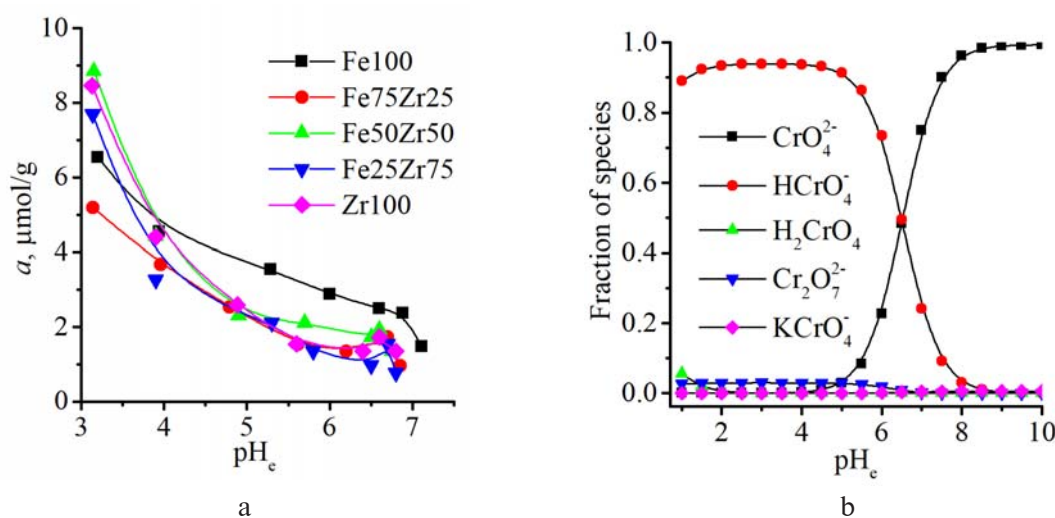 10
8
6
4
2
0
a, µmol/g
Fe100
Fe75Zr25
Fe50Zr50
Fe25Zr75
Zr100
3 4 5 6 7
pHₑ
a
1.0
0.8
0.6
0.4
0.2
0.0
Fraction of species
CrO₄²⁻
HCrO₄⁻
H₂CrO₄
Cr₂O₇²⁻
KCrO₄⁻
2 4 6 8 10
pHₑ
b